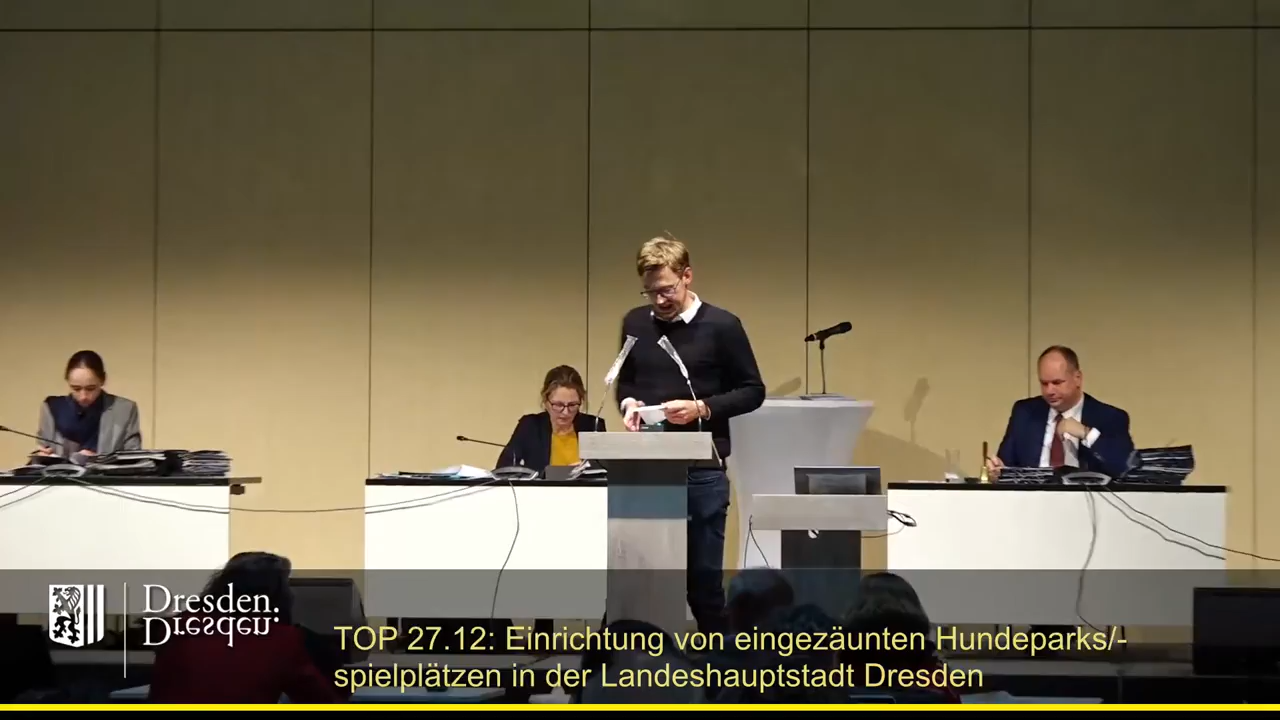 Dresden.
Dresden.
TOP 27.12: Einrichtung von eingezäunten Hundeparks/-
spielplätzen in der Landeshauptstadt Dresden